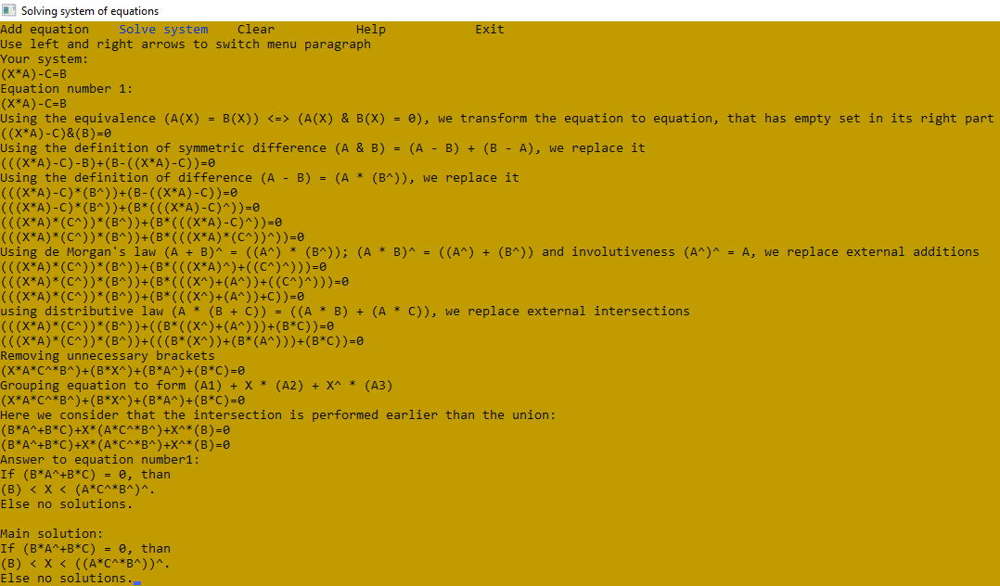 Solving system of equations
Add equation    Solve system    Clear           Help            Exit
Use left and right arrows to switch menu paragraph
Your system:
(X*A)-C=B
Equation number 1:
(X*A)-C=B
Using the equivalence (A(X) = B(X)) <=> (A(X) & B(X) = 0), we transform the equation to equation, that has empty set in its right part
((X*A)-C)&(B)=0
Using the definition of symmetric difference (A & B) = (A - B) + (B - A), we replace it
(((X*A)-C)-B)+(B-((X*A)-C))=0
Using the definition of difference (A - B) = (A * (B^)), we replace it
(((X*A)-C)*(B^))+(B-((X*A)-C))=0
(((X*A)-C)*(B^))+(B*(((X*A)-C)^))=0
(((X*A)*(C^))*(B^))+(B*(((X*A)-C)^))=0
(((X*A)*(C^))*(B^))+(B*(((X*A)*(C^))^))=0
Using de Morgan's law (A + B)^ = ((A^) * (B^)); (A * B)^ = ((A^) + (B^)) and involutiveness (A^)^ = A, we replace external additions
(((X*A)*(C^))*(B^))+(B*(((X*A)^)+((C^)^)))=0
(((X*A)*(C^))*(B^))+(B*(((X^)+(A^))+((C^)^)))=0
(((X*A)*(C^))*(B^))+(B*(((X^)+(A^))+C))=0
using distributive law (A * (B + C)) = ((A * B) + (A * C)), we replace external intersections
(((X*A)*(C^))*(B^))+((B*((X^)+(A^)))+(B*C))=0
(((X*A)*(C^))*(B^))+(((B*(X^))+(B*(A^)))+(B*C))=0
Removing unnecessary brackets
(X*A*C^*B^)+(B*X^)+(B*A^)+(B*C)=0
Grouping equation to form (A1) + X * (A2) + X^ * (A3)
(X*A*C^*B^)+(B*X^)+(B*A^)+(B*C)=0
Here we consider that the intersection is performed earlier than the union:
(B*A^+B*C)+X*(A*C^*B^)+X^*(B)=0
(B*A^+B*C)+X*(A*C^*B^)+X^*(B)=0
Answer to equation number1:
If (B*A^+B*C) = 0, than
(B) < X < (A*C^*B^)^.
Else no solutions.
Main solution:
If (B*A^+B*C) = 0, than
(B) < X < ((A*C^*B^))^.
Else no solutions.